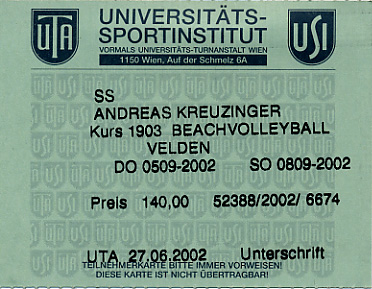 UTA
UNIVERSITÄTS-
SPORTINSTITUT
VORMALS UNIVERSITÄTS-TURNANSTALT WIEN
1150 Wien, Auf der Schmelz 6A
USI
SS
ANDREAS KREUZINGER
Kurs 1903 BEACHVOLLEYBALL
VELDEN
DO 0509-2002 SO 0809-2002
Preis 140,00 52388/2002/ 6674
UTA 27.06.2002 Unterschrift
TEILNEHMERKARTE BITTE IMMER VORWEISEN!
DIESE KARTE IST NICHT ÜBERTRAGBAR!